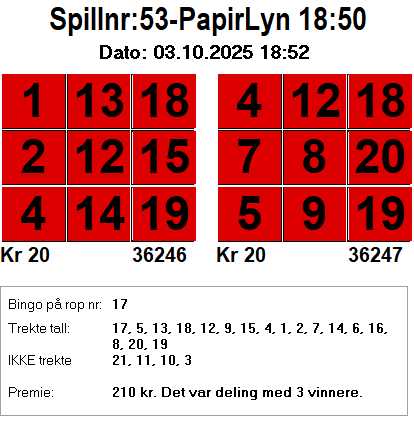 Spillnr:53-PapirLyn 18:50
Dato: 03.10.2025 18:52
1 13 18 4 12 18
2 12 15 7 8 20
4 14 19 5 9 19
Kr 20 36246 Kr 20 36247
Bingo på rop nr: 17
Trekte tall: 17, 5, 13, 18, 12, 9, 15, 4, 1, 2, 7, 14, 6, 16,
8, 20, 19
IKKE trekte 21, 11, 10, 3
Premie: 210 kr. Det var deling med 3 vinnere.